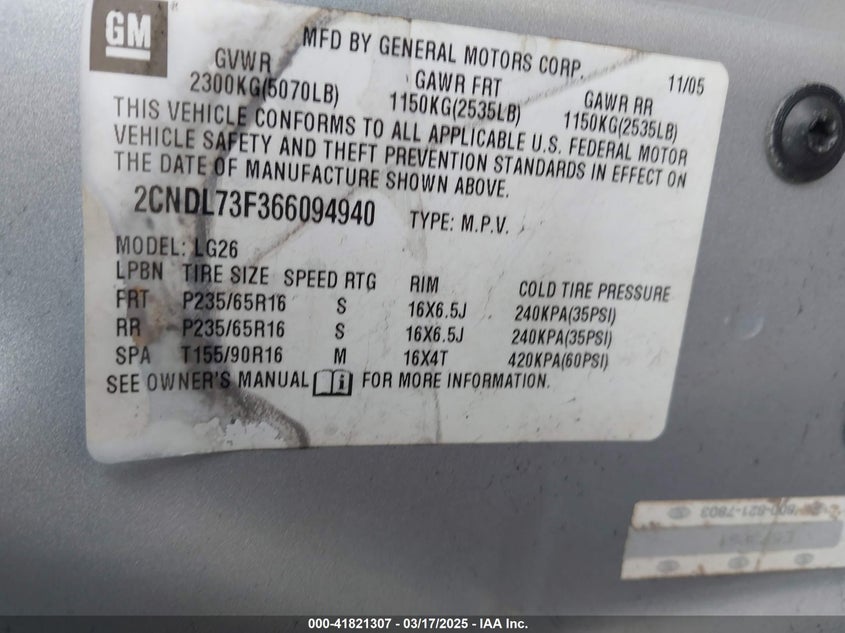 GM
®
MFD BY GENERAL MOTORS CORP.
GVWR GAWR FRT GAWR RR 11/05
2300KG(5070LB) 1150KG(2535LB) 1150KG(2535LB)
THIS VEHICLE CONFORMS TO ALL APPLICABLE U.S. FEDERAL MOTOR
VEHICLE SAFETY AND THEFT PREVENTION STANDARDS IN EFFECT ON
THE DATE OF MANUFACTURE SHOWN ABOVE.
2CNDL73F366094940 TYPE: M.P.V.
MODEL: LG26
LPBN TIRE SIZE SPEED RTG RIM COLD TIRE PRESSURE
FRT P235/65R16 S 16X6.5J 240KPA(35PSI)
RR P235/65R16 S 16X6.5J 240KPA(35PSI)
SPA T155/90R16 M 16X4T 420KPA(60PSI)
SEE OWNER'S MANUAL FOR MORE INFORMATION.
800-821-7803
000-41821307 — 03/17/2025 — IAA Inc.